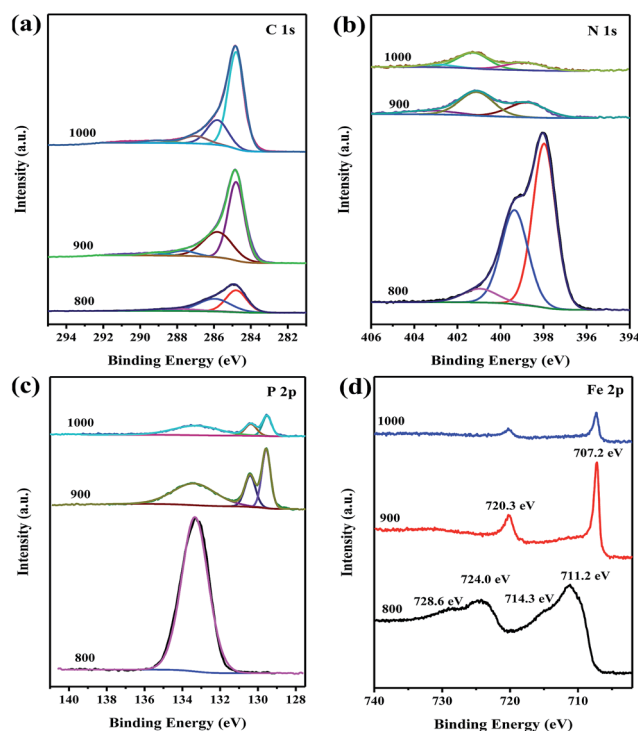 (a)
C 1s
1000
900
800
Intensity (a.u.)
295 294 292 290 288 286 284 282
Binding Energy (eV)
(b)
N 1s
1000
900
800
Intensity (a.u.)
406 404 402 400 398 396 394
Binding Energy (eV)
(c)
P 2p
1000
900
800
Intensity (a.u.)
140 138 136 134 132 130 128
Binding Energy (eV)
(d)
Fe 2p
1000
707.2 eV
900
720.3 eV
724.0 eV
711.2 eV
728.6 eV
714.3 eV
800
Intensity (a.u.)
740 730 720 710
Binding Energy (eV)